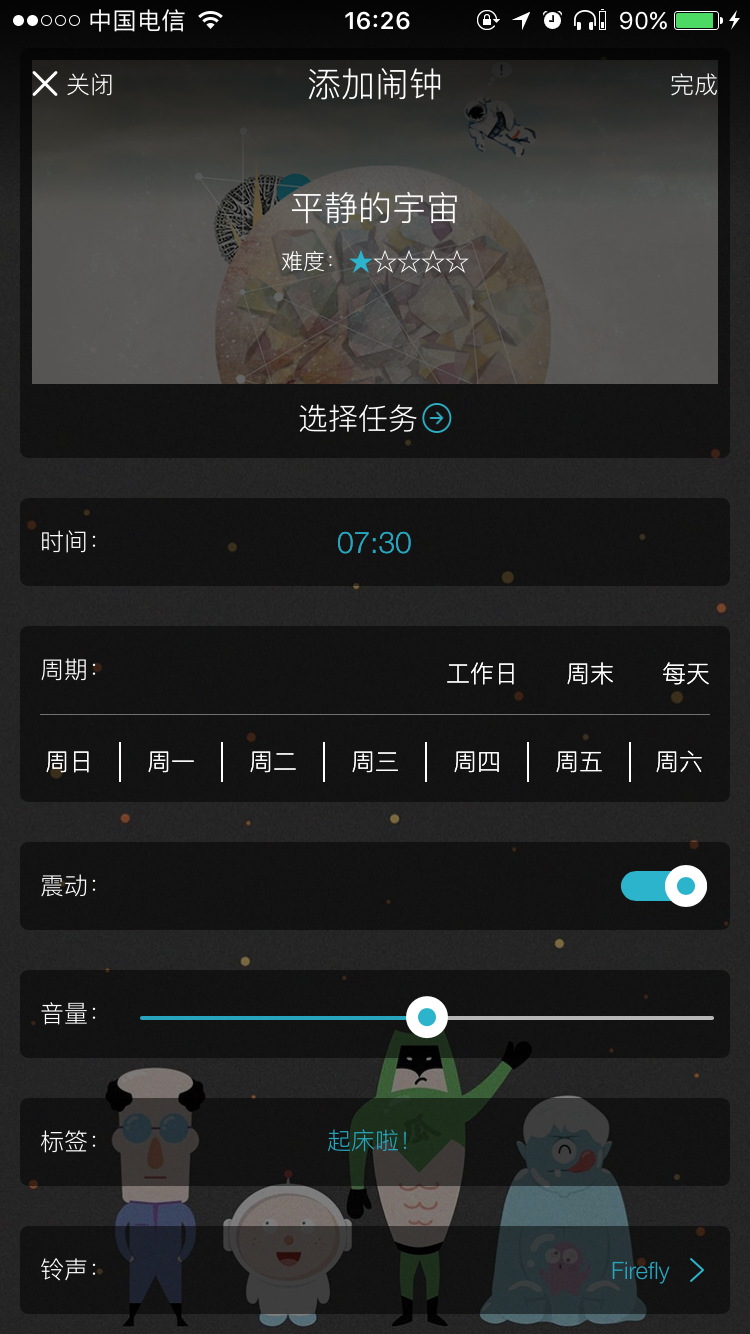 中国电信 16:26 90%
关闭 添加闹钟 完成
平静的宇宙
难度：
选择任务
时间： 07:30
周期： 工作日 周末 每天
周日 周一 周二 周三 周四 周五 周六
震动：
音量：
标签： 起床啦！
瓜
铃声： Firefly